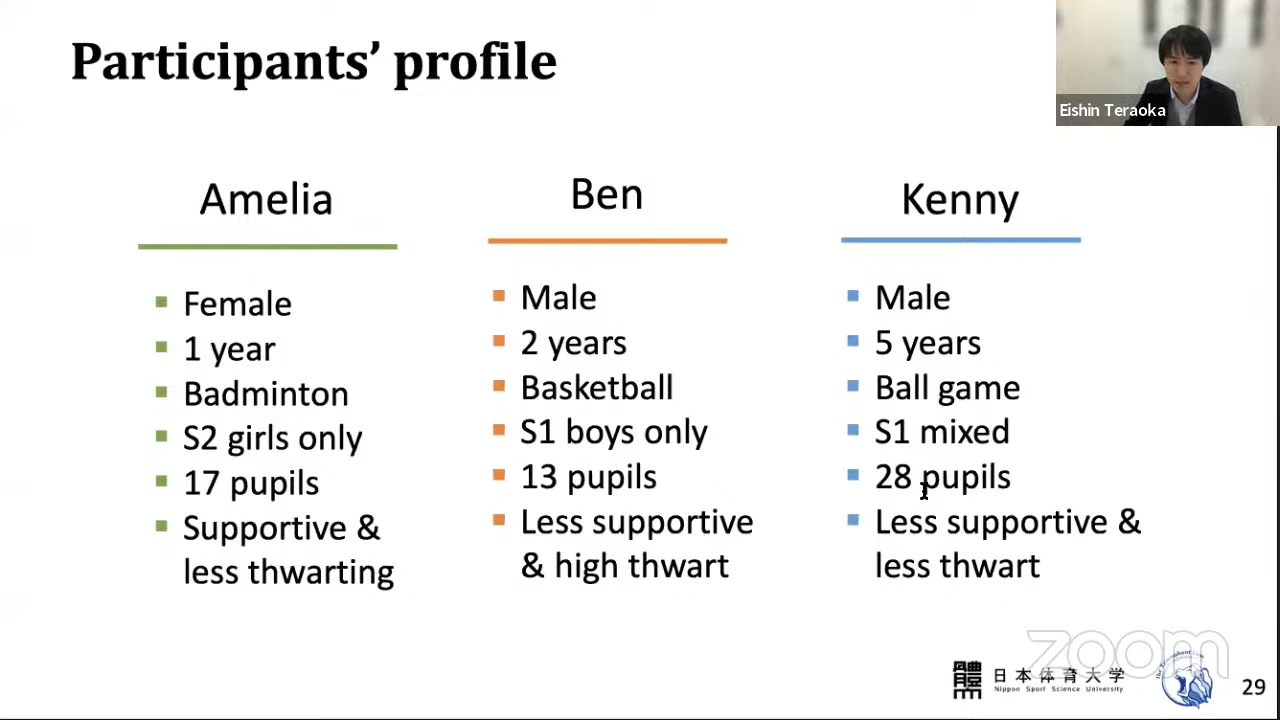 Participants’ profile
Eishin Teraoka
Amelia
Female
1 year
Badminton
S2 girls only
17 pupils
Supportive &
less thwarting
Ben
Male
2 years
Basketball
S1 boys only
13 pupils
Less supportive
& high thwart
Kenny
Male
5 years
Ball game
S1 mixed
28 pupils
Less supportive &
less thwart
zoom
日本体育大学
Nippon Sport Science University
29